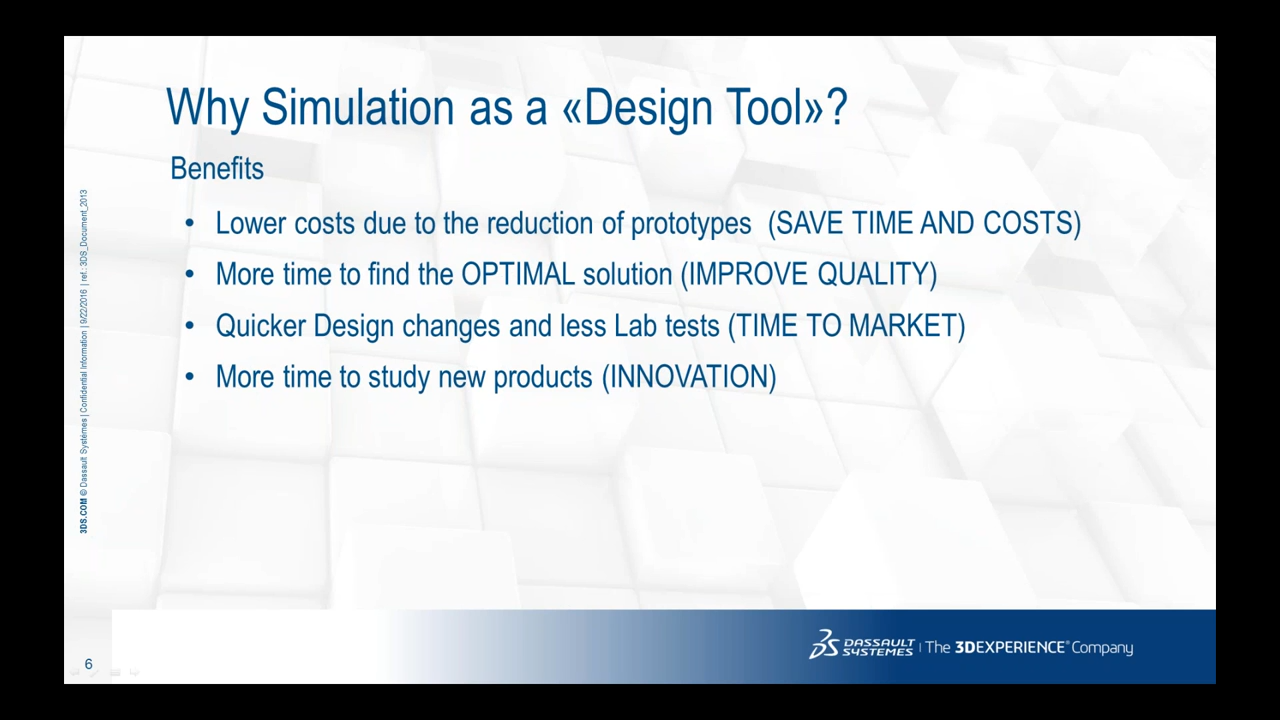 Why Simulation as a «Design Tool»?
Benefits
• Lower costs due to the reduction of prototypes  (SAVE TIME AND COSTS)
• More time to find the OPTIMAL solution (IMPROVE QUALITY)
• Quicker Design changes and less Lab tests (TIME TO MARKET)
• More time to study new products (INNOVATION)
3DS.COM © Dassault Systèmes | Confidential Information | 9/22/2016 | ref.: 3DS_Document_2013
6
3DS DASSAULT SYSTEMES | The 3DEXPERIENCE® Company